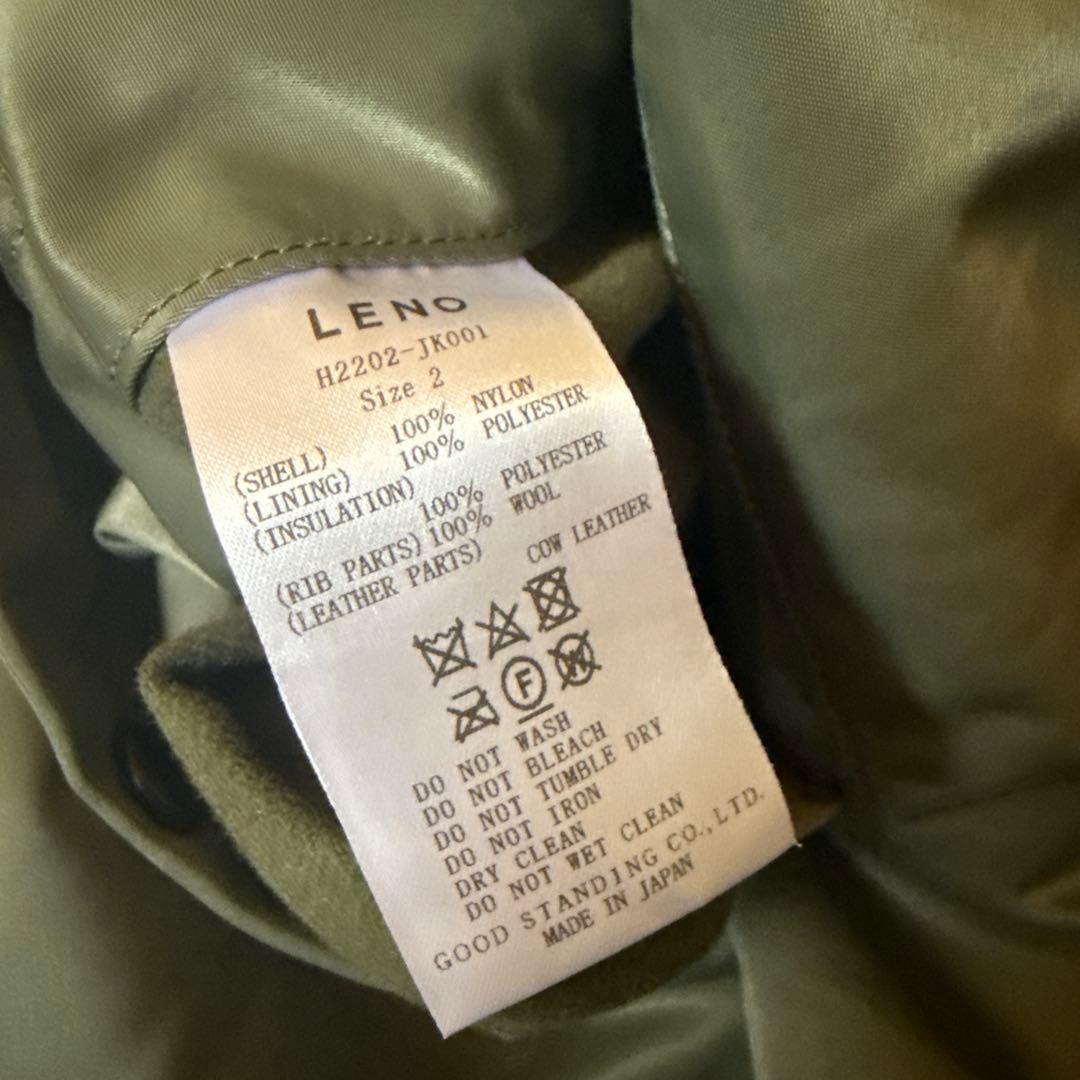 LENO
H2202-JK001
Size 2
(SHELL) 100% NYLON
(LINING) 100% POLYESTER
(INSULATION)
100% POLYESTER
(RIB PARTS) 100% WOOL
(LEATHER PARTS)
COW LEATHER
F
W
DO NOT WASH
DO NOT BLEACH
DO NOT TUMBLE DRY
DO NOT IRON
DRY CLEAN
DO NOT WET CLEAN
GOOD STANDING CO.,LTD.
MADE IN JAPAN